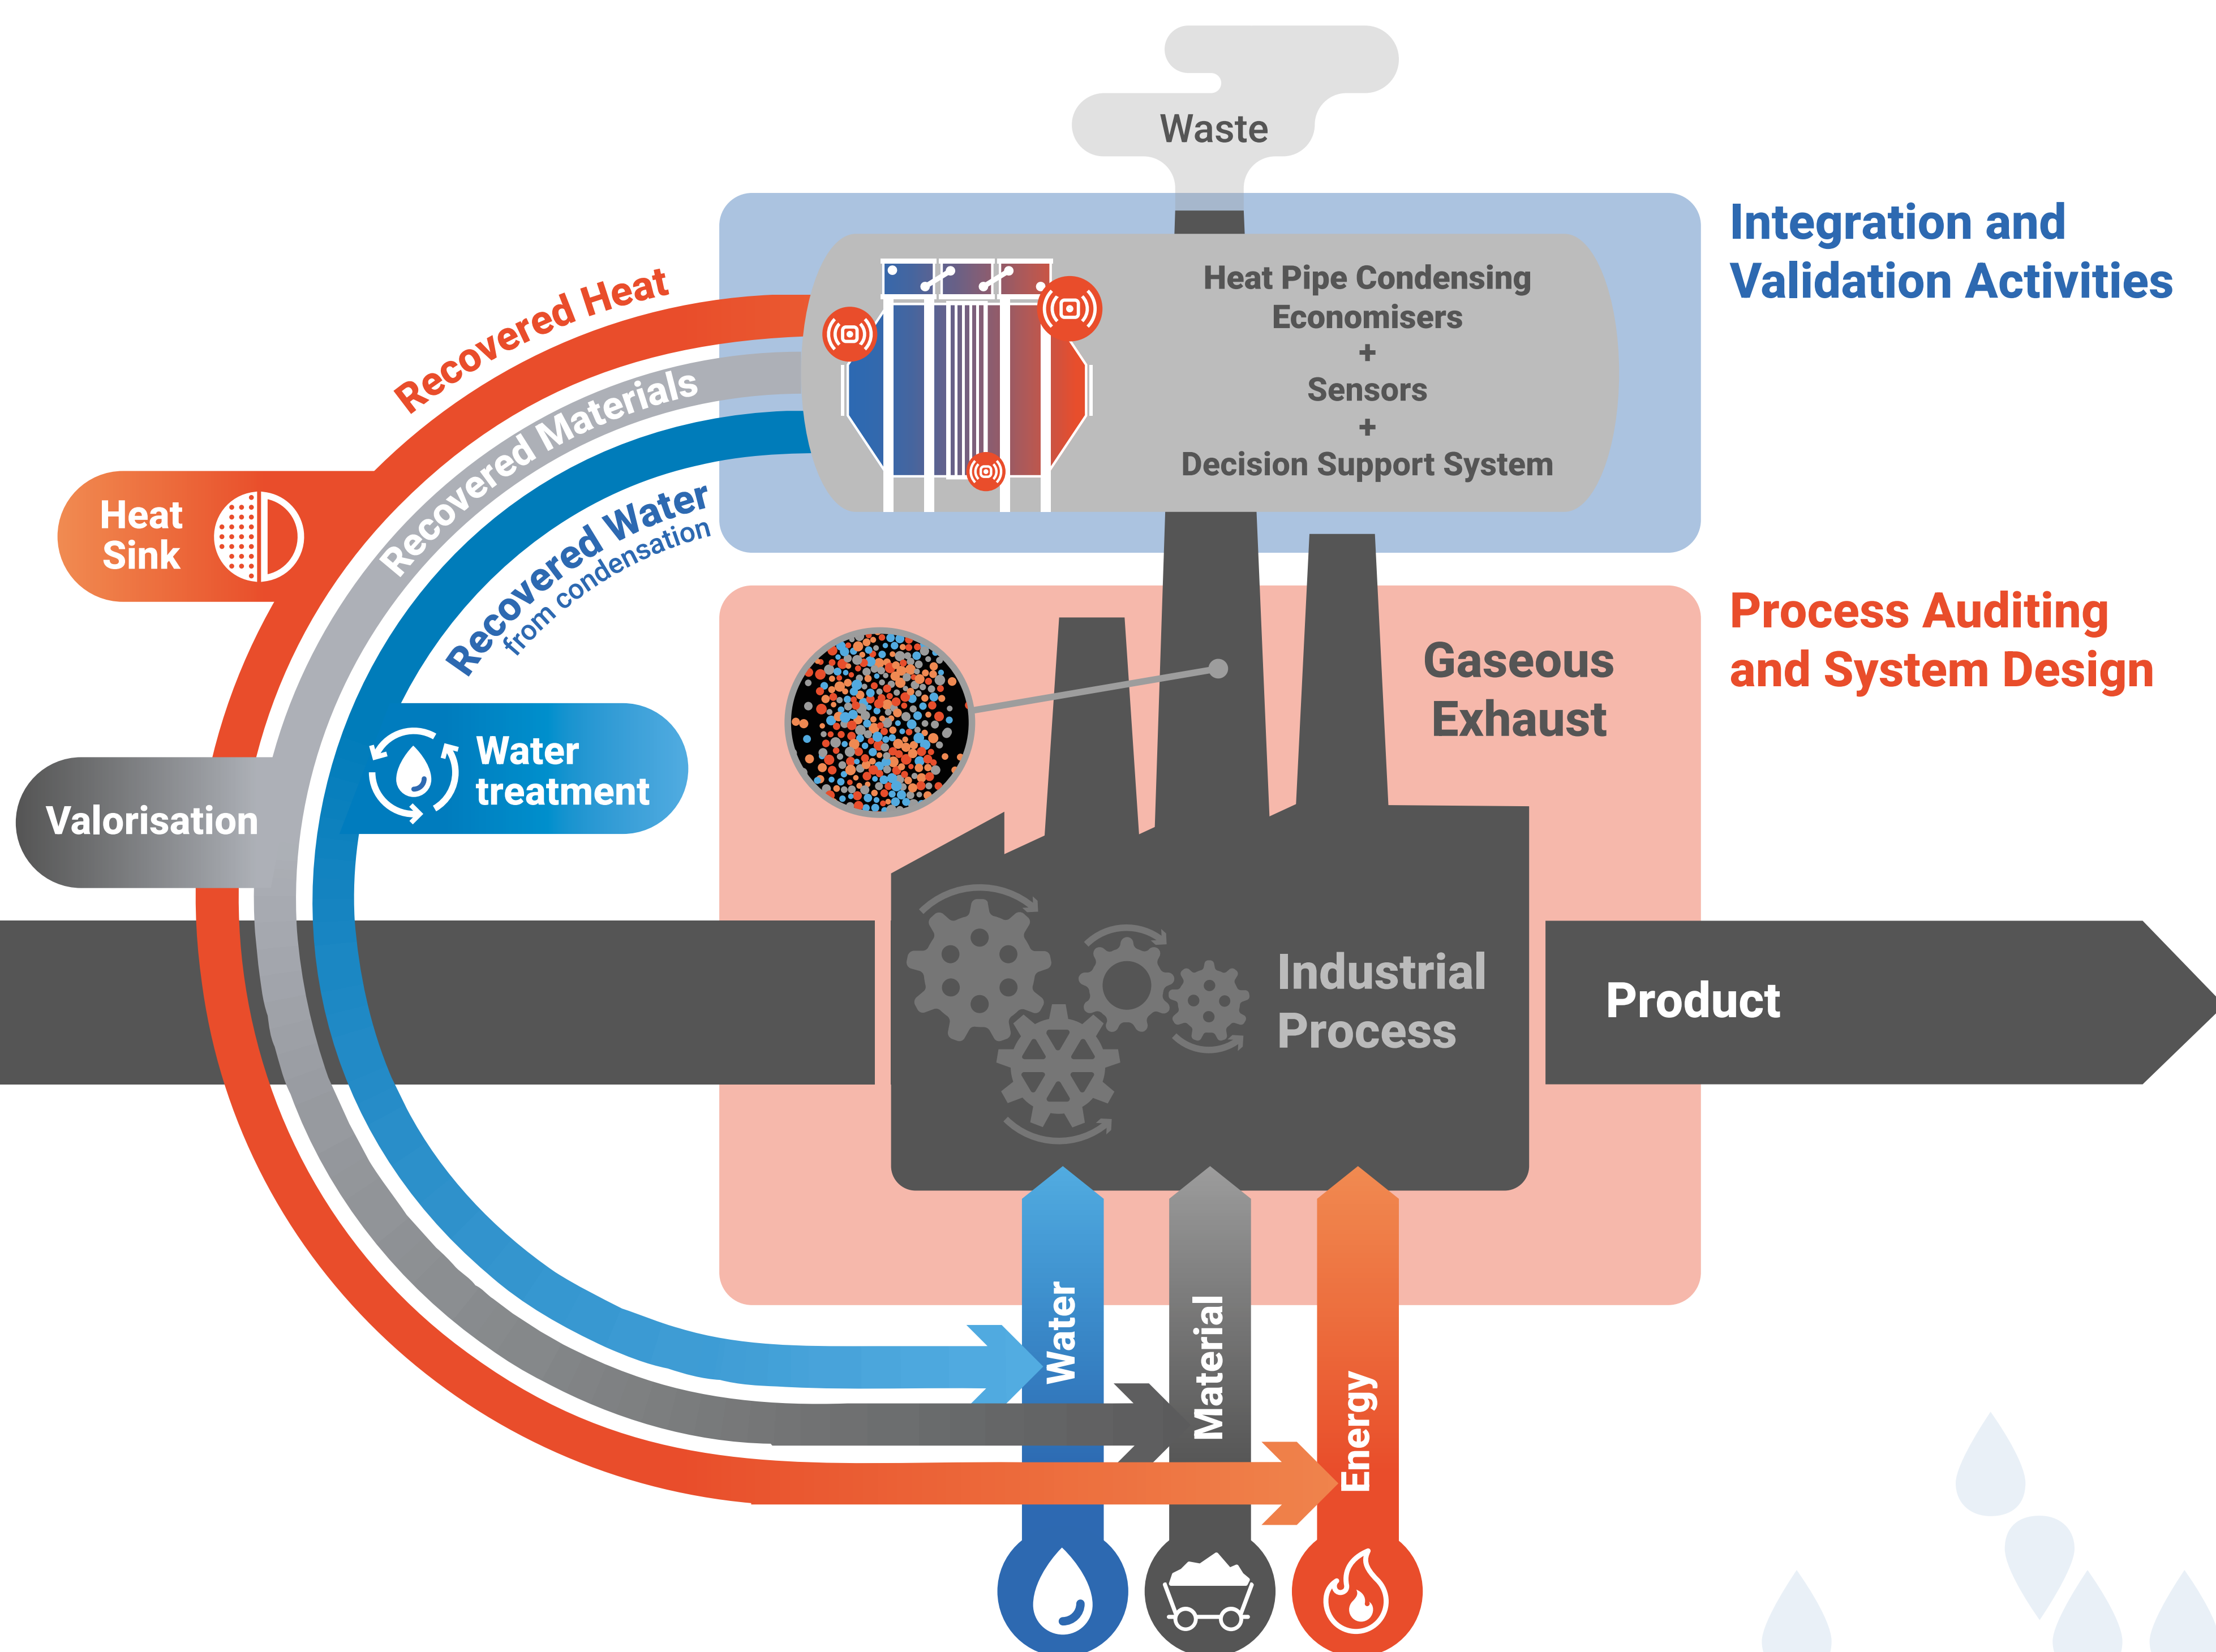 Waste
Integration and
Validation Activities
Heat Pipe Condensing
Economisers
+
Sensors
+
Decision Support System
Recovered Heat
Recovered Materials
Recovered Water
from condensation
Heat
Sink
Process Auditing
and System Design
Gaseous
Exhaust
Water
treatment
Valorisation
Industrial
Process
Product
Water
Material
Energy